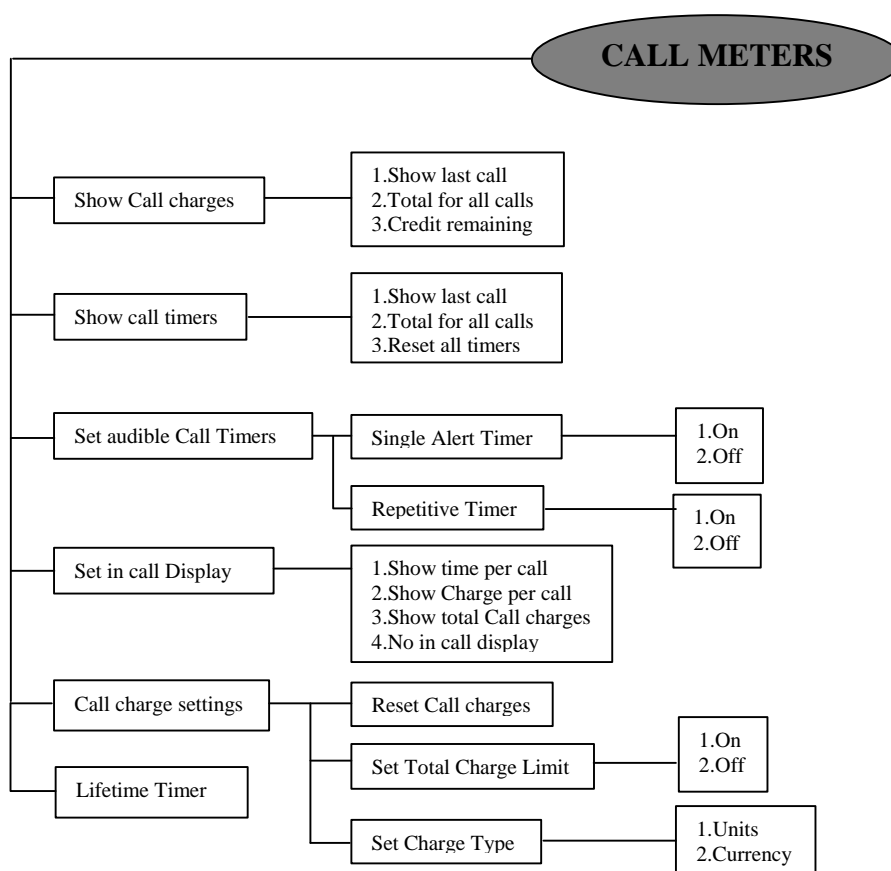 CALL METERS
Show Call charges
1.Show last call
2.Total for all calls
3.Credit remaining
Show call timers
1.Show last call
2.Total for all calls
3.Reset all timers
Set audible Call Timers
Single Alert Timer
1.On
2.Off
Repetitive Timer
1.On
2.Off
Set in call Display
1.Show time per call
2.Show Charge per call
3.Show total Call charges
4.No in call display
Call charge settings
Reset Call charges
Set Total Charge Limit
1.On
2.Off
Lifetime Timer
Set Charge Type
1.Units
2.Currency